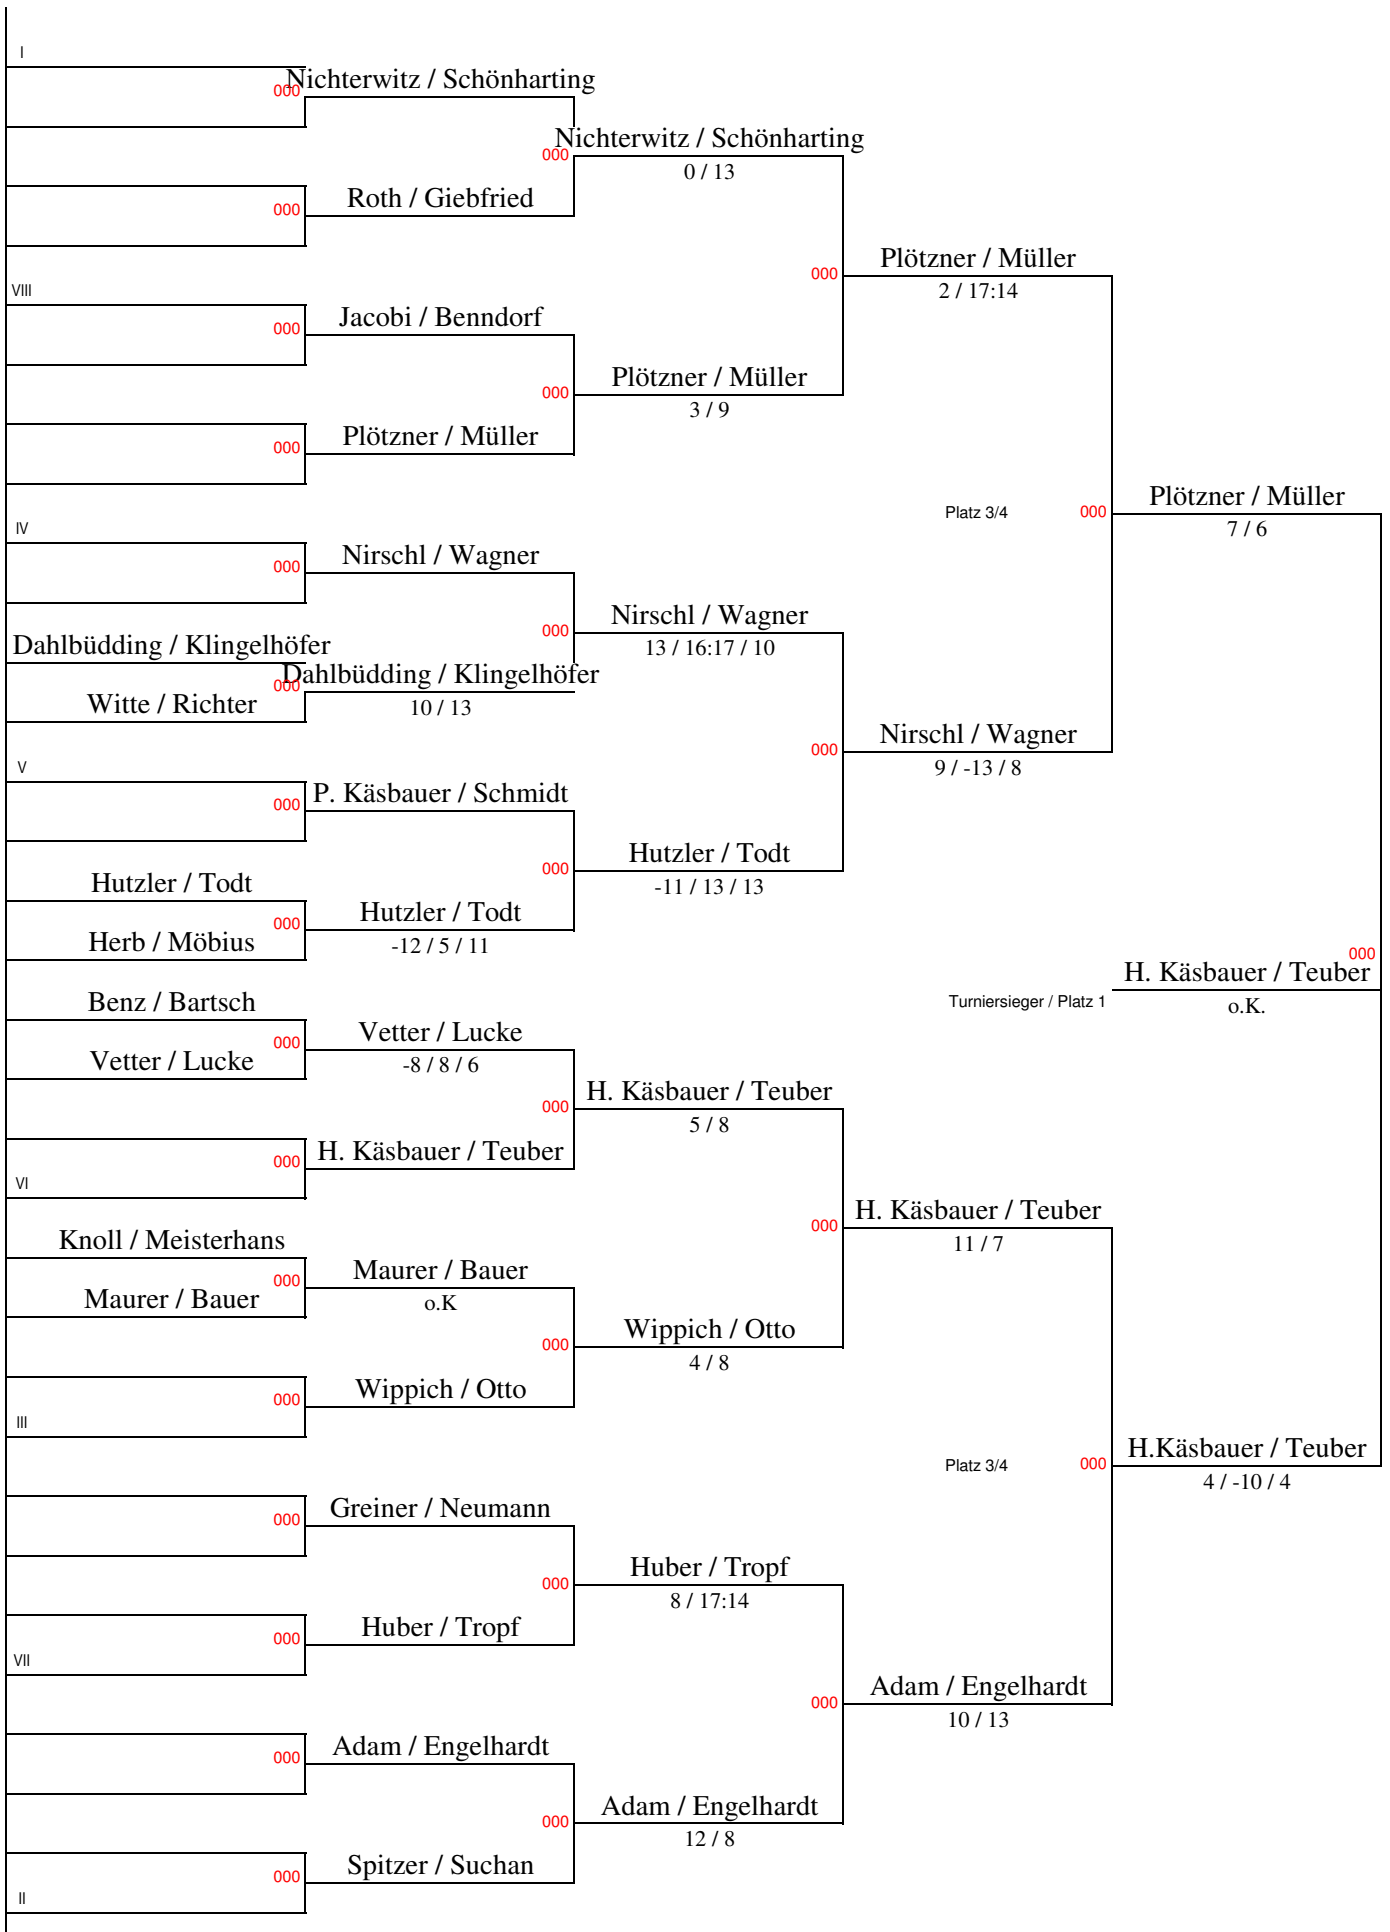 I
Nichterwitz / Schönharting
000
Nichterwitz / Schönharting
000
0 / 13
Roth / Giebfried
000
Plötzner / Müller
000
2 / 17:14
VIII
Jacobi / Benndorf
000
Plötzner / Müller
000
3 / 9
Plötzner / Müller
000
Plötzner / Müller
Platz 3/4
000
7 / 6
IV
Nirschl / Wagner
000
Nirschl / Wagner
000
13 / 16:17 / 10
Dahlbüdding / Klingelhöfer
Dahlbüdding / Klingelhöfer
000
Witte / Richter
10 / 13
Nirschl / Wagner
000
9 / -13 / 8
V
P. Käsbauer / Schmidt
000
Hutzler / Todt
000
-11 / 13 / 13
Hutzler / Todt
Hutzler / Todt
000
Herb / Möbius
-12 / 5 / 11
000
H. Käsbauer / Teuber
Turniersieger / Platz 1
o.K.
Benz / Bartsch
Vetter / Lucke
000
Vetter / Lucke
-8 / 8 / 6
H. Käsbauer / Teuber
000
5 / 8
H. Käsbauer / Teuber
000
VI
H. Käsbauer / Teuber
000
11 / 7
Knoll / Meisterhans
Maurer / Bauer
000
Maurer / Bauer
o.K
Wippich / Otto
000
4 / 8
Wippich / Otto
000
III
H.Käsbauer / Teuber
Platz 3/4
000
4 / -10 / 4
Greiner / Neumann
000
Huber / Tropf
000
8 / 17:14
Huber / Tropf
000
VII
Adam / Engelhardt
000
10 / 13
Adam / Engelhardt
000
Adam / Engelhardt
000
12 / 8
Spitzer / Suchan
000
II